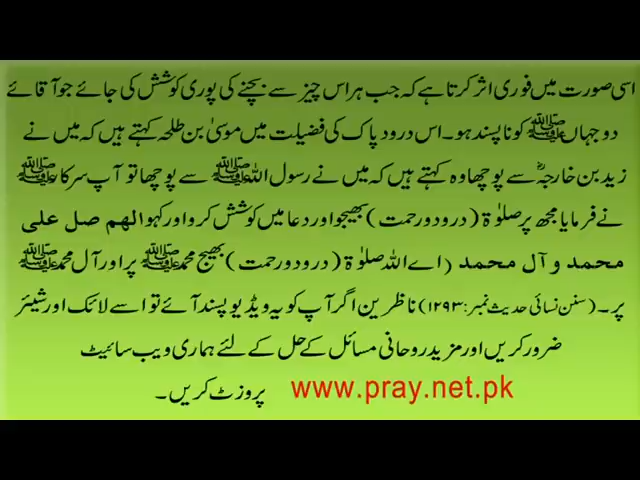 اسی صورت میں فوری اثر کرتا ہے کہ جب ہر اس چیز سے بچنے کی پوری کوشش کی جائے جو آقائے
دو جہاں ﷺ کو نا پسند ہو۔ اس درود پاک کی فضیلت میں موسیٰ بن طلحہ کہتے ہیں کہ میں نے
زید بن خارجہؓ سے پوچھا وہ کہتے ہیں کہ میں نے رسول اللہ ﷺ سے پوچھا تو آپ سرکار ﷺ
نے فرمایا مجھ پر صلوٰۃ (درود و رحمت) بھیجو اور دعا میں کوشش کرو اور کہو الھم صل علی
محمد و آل محمد (اے اللہ صلوٰۃ (درود و رحمت) بھیج محمد ﷺ پر اور آل محمد ﷺ
پر۔ (سنن نسائی حدیث نمبر: ۱۲۹۳) ناظرین اگر آپ کو یہ ویڈیو پسند آئے تو اسے لائک اور شیئر
ضرور کریں اور مزید روحانی مسائل کے حل کے لئے ہماری ویب سائیٹ
www.pray.net.pk پر وزٹ کریں۔